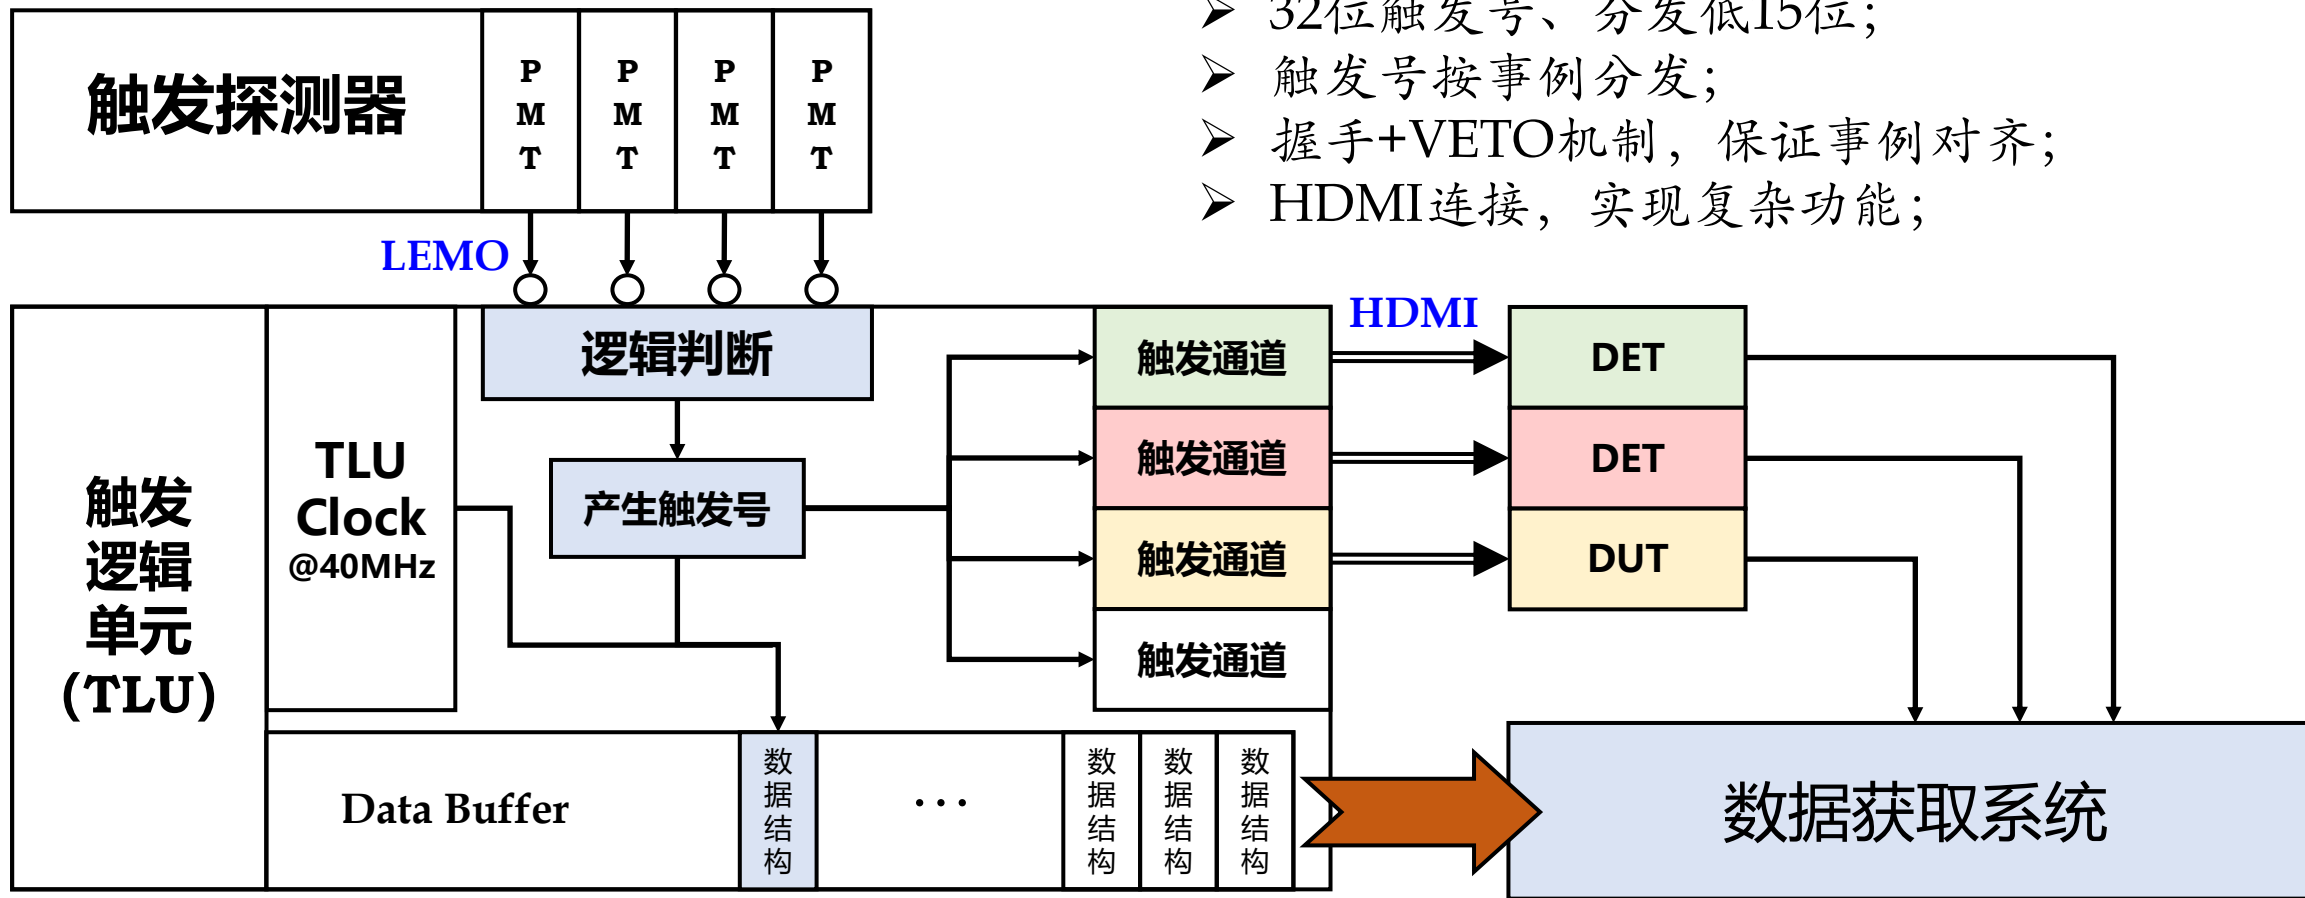 32位触发号、分发低15位;
触发号按事例分发;
握手+VETO机制，保证事例对齐;
HDMI连接，实现复杂功能;
触发探测器
PMT
PMT
PMT
PMT
LEMO
触发
逻辑
单元
(TLU)
TLU
Clock
@40MHz
逻辑判断
产生触发号
触发通道
触发通道
触发通道
触发通道
HDMI
DET
DET
DUT
Data Buffer
数据结构
...
数据结构
数据结构
数据结构
数据获取系统